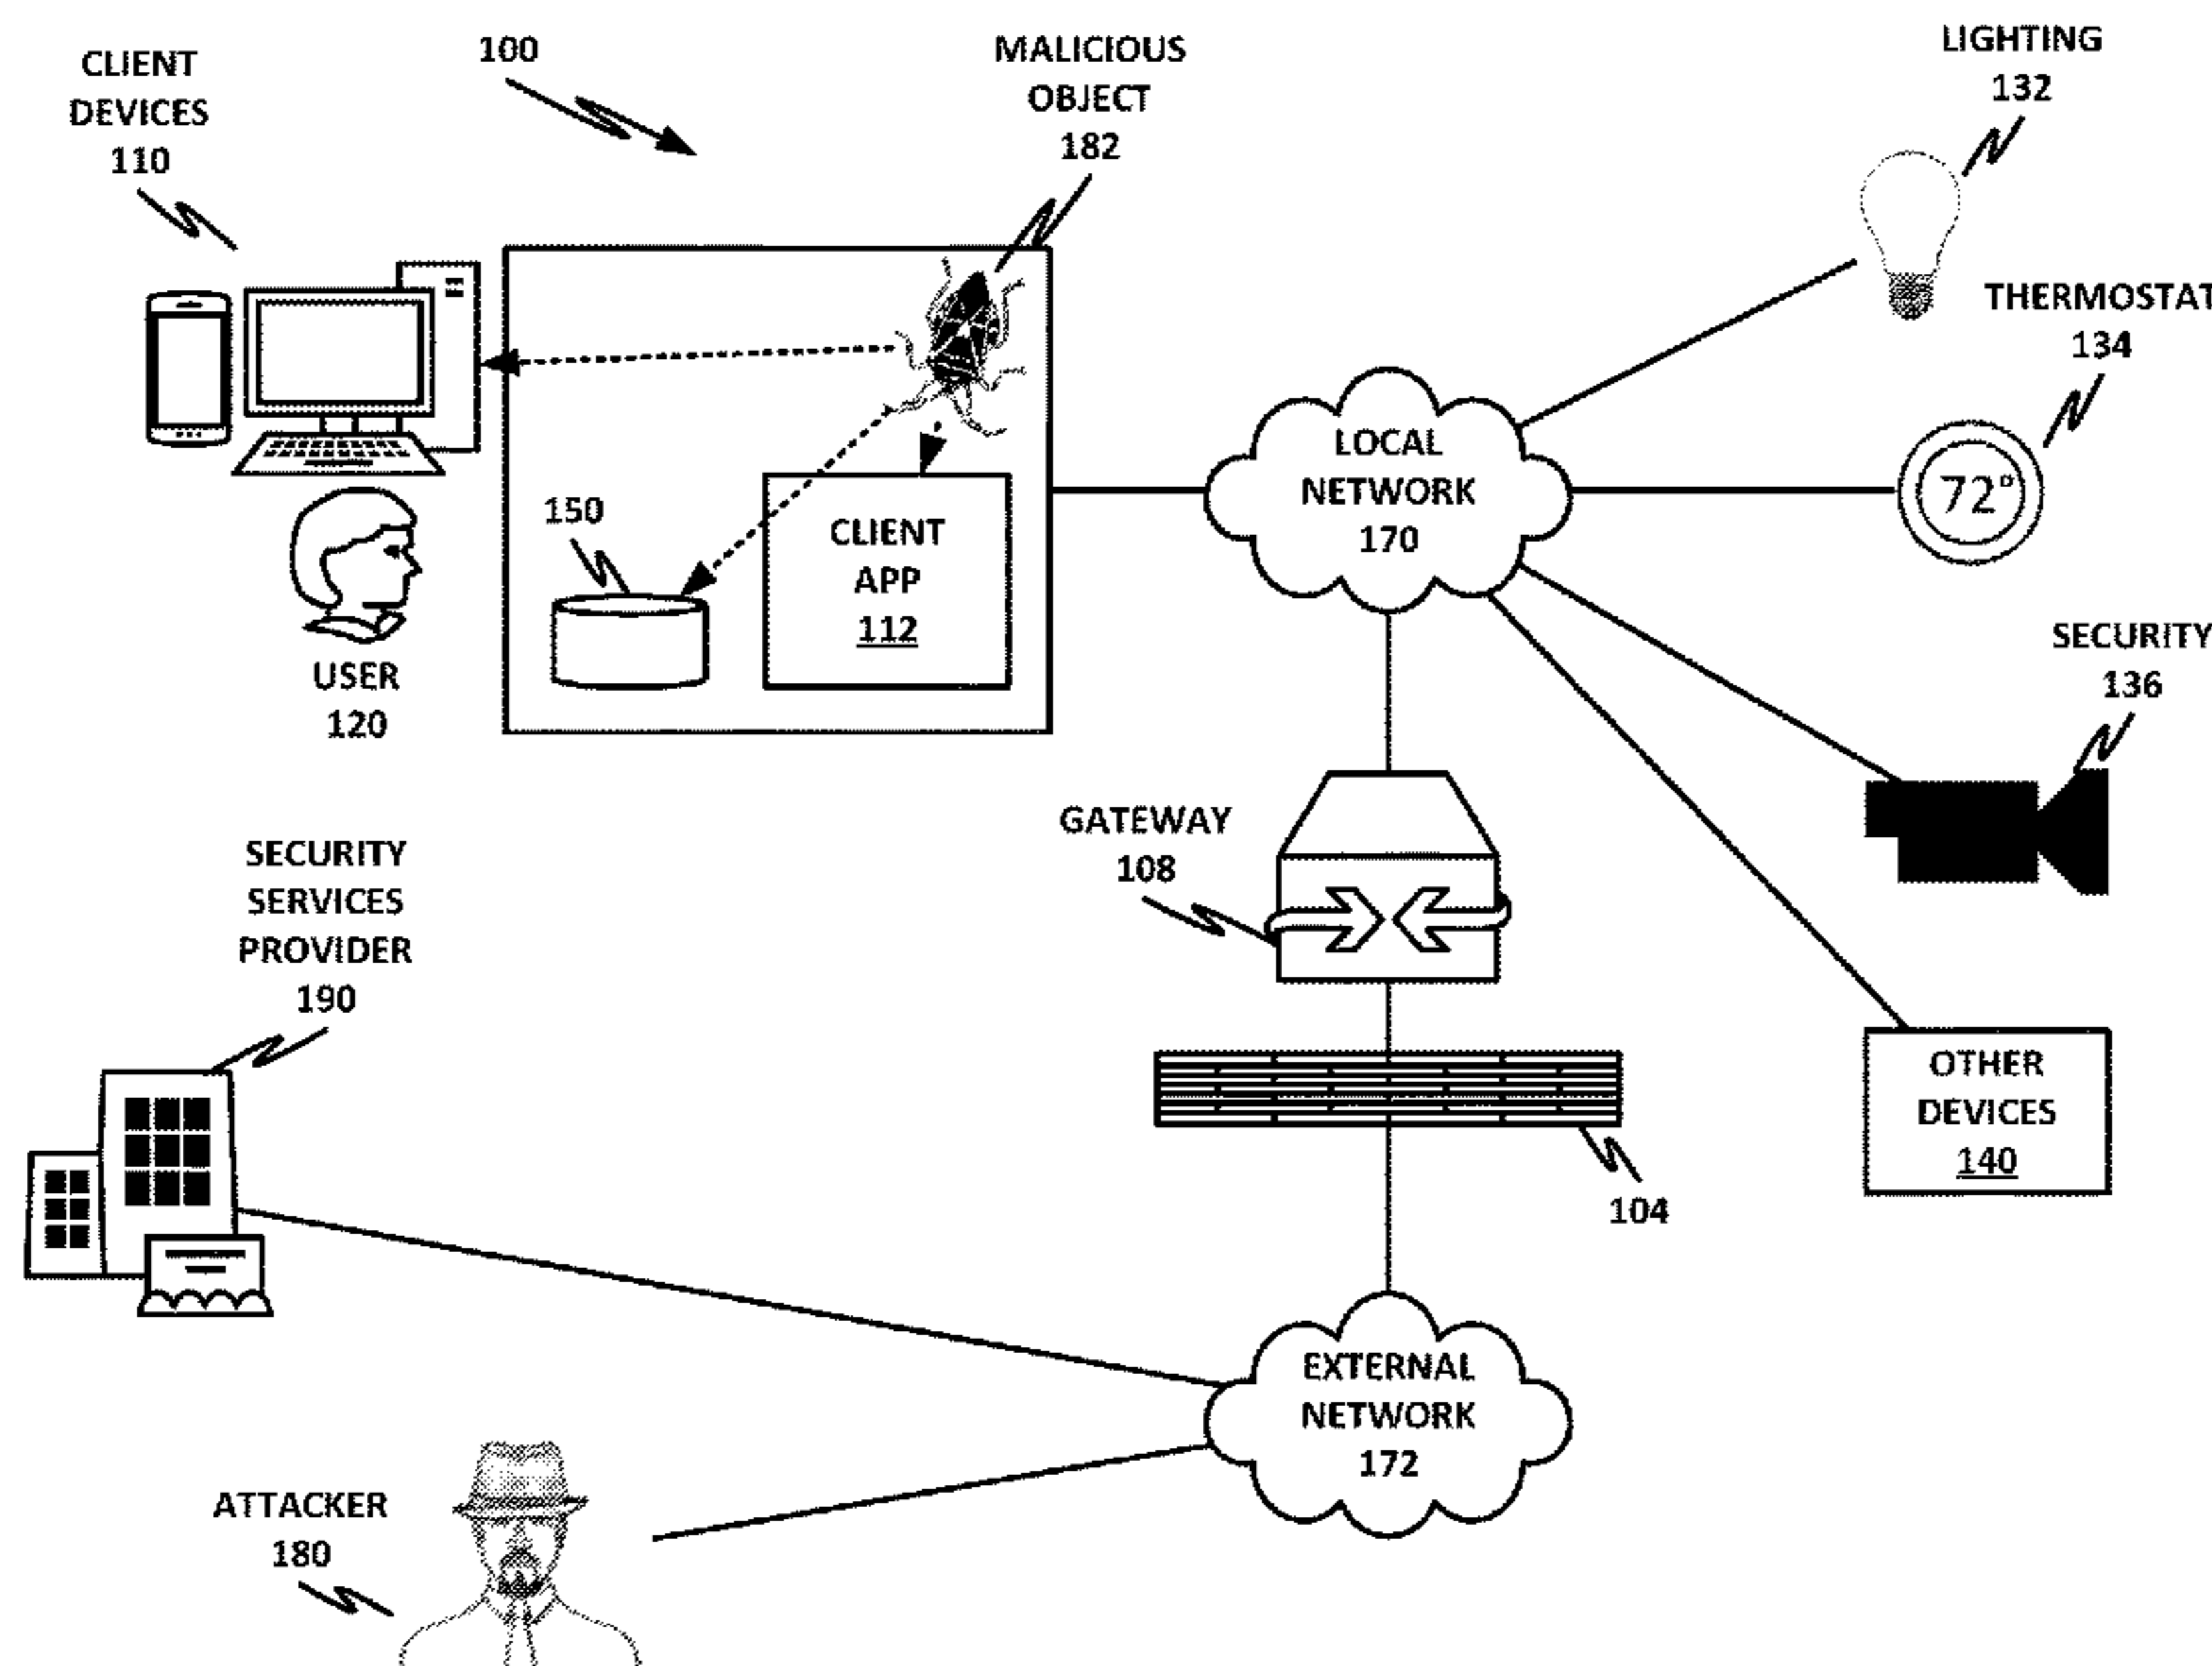 CLIENT
DEVICES
110
100
MALICIOUS
OBJECT
182
LIGHTING
132
THERMOSTAT
134
72°
LOCAL
NETWORK
170
150
CLIENT
APP
112
USER
120
SECURITY
136
GATEWAY
108
SECURITY
SERVICES
PROVIDER
190
OTHER
DEVICES
140
104
EXTERNAL
NETWORK
172
ATTACKER
180